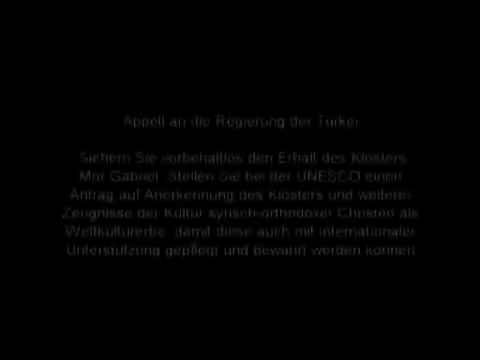 Appell an die Regierung der Türkei
Sichern Sie vorbehaltlos den Erhalt des Klosters
Mor Gabriel. Stellen Sie bei der UNESCO einen
Antrag auf Anerkennung des Klosters und weiterer
Zeugnisse der Kultur syrisch-orthodoxer Christen als
Weltkulturerbe, damit diese auch mit internationaler
Unterstützung gepflegt und bewahrt werden können